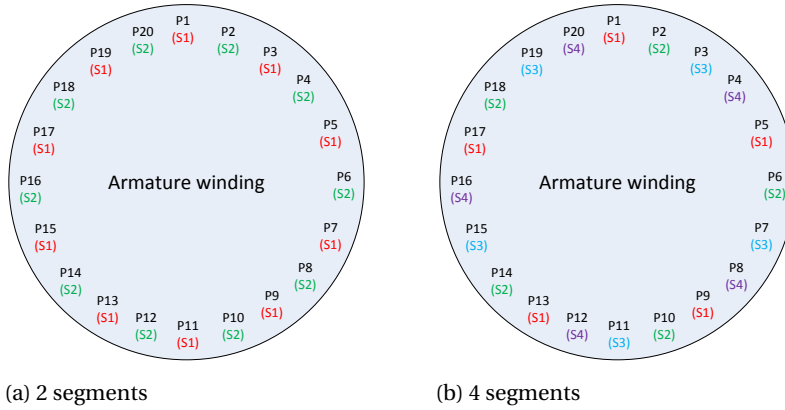 P1
(S1)
P2
(S2)
P3
(S1)
P4
(S2)
P5
(S1)
P6
(S2)
P7
(S1)
P8
(S2)
P9
(S1)
P10
(S2)
P11
(S1)
P12
(S2)
P13
(S1)
P14
(S2)
P15
(S1)
P16
(S2)
P17
(S1)
P18
(S2)
P19
(S1)
P20
(S2)
Armature winding
(a) 2 segments
P1
(S1)
P2
(S2)
P3
(S3)
P4
(S4)
P5
(S1)
P6
(S2)
P7
(S3)
P8
(S4)
P9
(S1)
P10
(S2)
P11
(S3)
P12
(S4)
P13
(S1)
P14
(S2)
P15
(S3)
P16
(S4)
P17
(S1)
P18
(S2)
P19
(S3)
P20
(S4)
Armature winding
(b) 4 segments